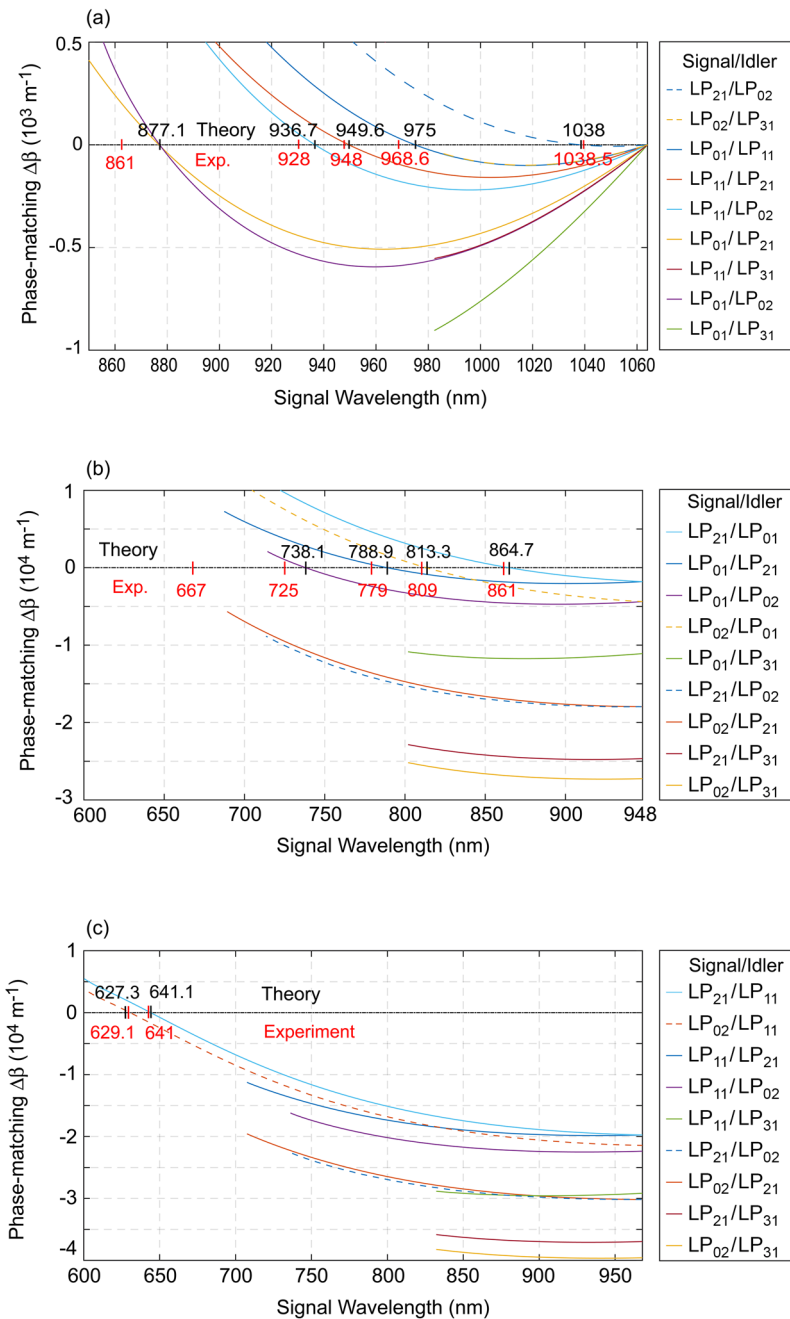 (a)
0.5
0
-0.5
-1
Phase-matching Δβ (10³ m⁻¹)
877.1 Theory 936.7 949.6 975 1038
861 Exp. 928 948 968.6 1038.5
860 880 900 920 940 960 980 1000 1020 1040 1060
Signal Wavelength (nm)
Signal/Idler
LP₂₁/LP₀₂
LP₀₂/LP₃₁
LP₀₁/LP₁₁
LP₁₁/LP₂₁
LP₁₁/LP₀₂
LP₀₁/LP₂₁
LP₁₁/LP₃₁
LP₀₁/LP₀₂
LP₀₁/LP₃₁
(b)
1
0
-1
-2
-3
Phase-matching Δβ (10⁴ m⁻¹)
Theory 738.1 788.9 813.3 864.7
Exp. 667 725 779 809 861
600 650 700 750 800 850 900 948
Signal Wavelength (nm)
Signal/Idler
LP₂₁/LP₀₁
LP₀₁/LP₂₁
LP₀₁/LP₀₂
LP₀₂/LP₀₁
LP₀₁/LP₃₁
LP₂₁/LP₀₂
LP₀₂/LP₂₁
LP₂₁/LP₃₁
LP₀₂/LP₃₁
(c)
1
0
-1
-2
-3
-4
Phase-matching Δβ (10⁴ m⁻¹)
627.3 641.1 Theory
629.1 641 Experiment
600 650 700 750 800 850 900 950
Signal Wavelength (nm)
Signal/Idler
LP₂₁/LP₁₁
LP₀₂/LP₁₁
LP₁₁/LP₂₁
LP₁₁/LP₀₂
LP₁₁/LP₃₁
LP₂₁/LP₀₂
LP₀₂/LP₂₁
LP₂₁/LP₃₁
LP₀₂/LP₃₁